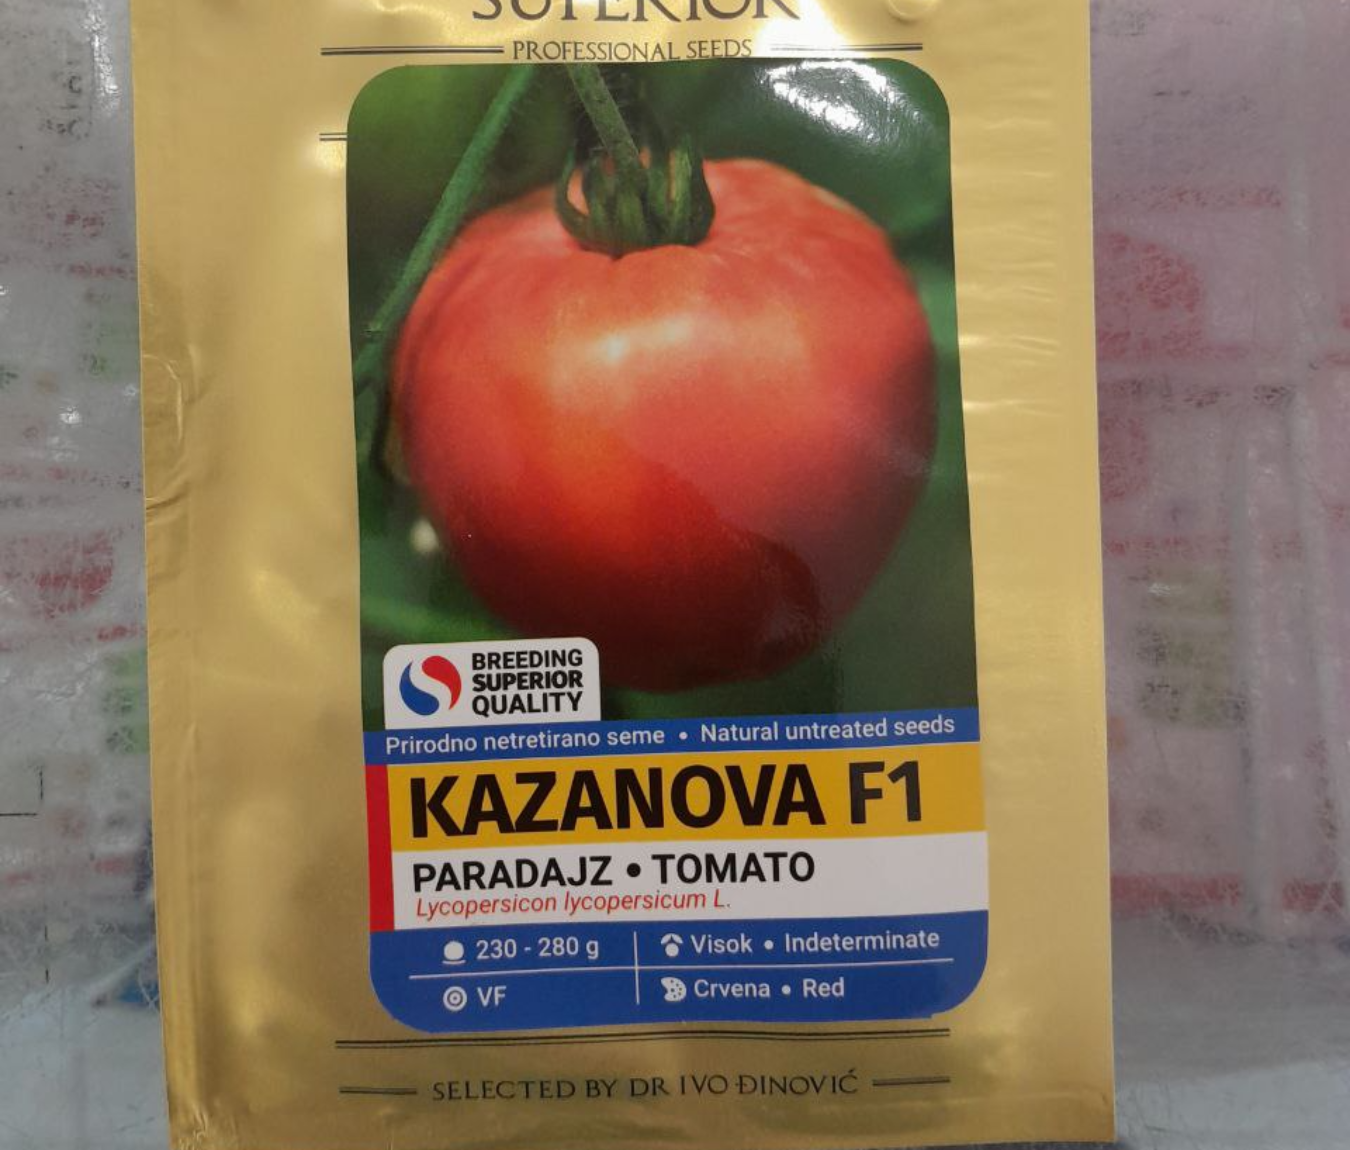 SUPERIOR
PROFESSIONAL SEEDS
BREEDING
SUPERIOR
QUALITY
Prirodno netretirano seme • Natural untreated seeds
KAZANOVA F1
PARADAJZ • TOMATO
Lycopersicon lycopersicum L.
230 - 280 g
Visok • Indeterminate
VF
Crvena • Red
SELECTED BY DR IVO ĐINOVIĆ